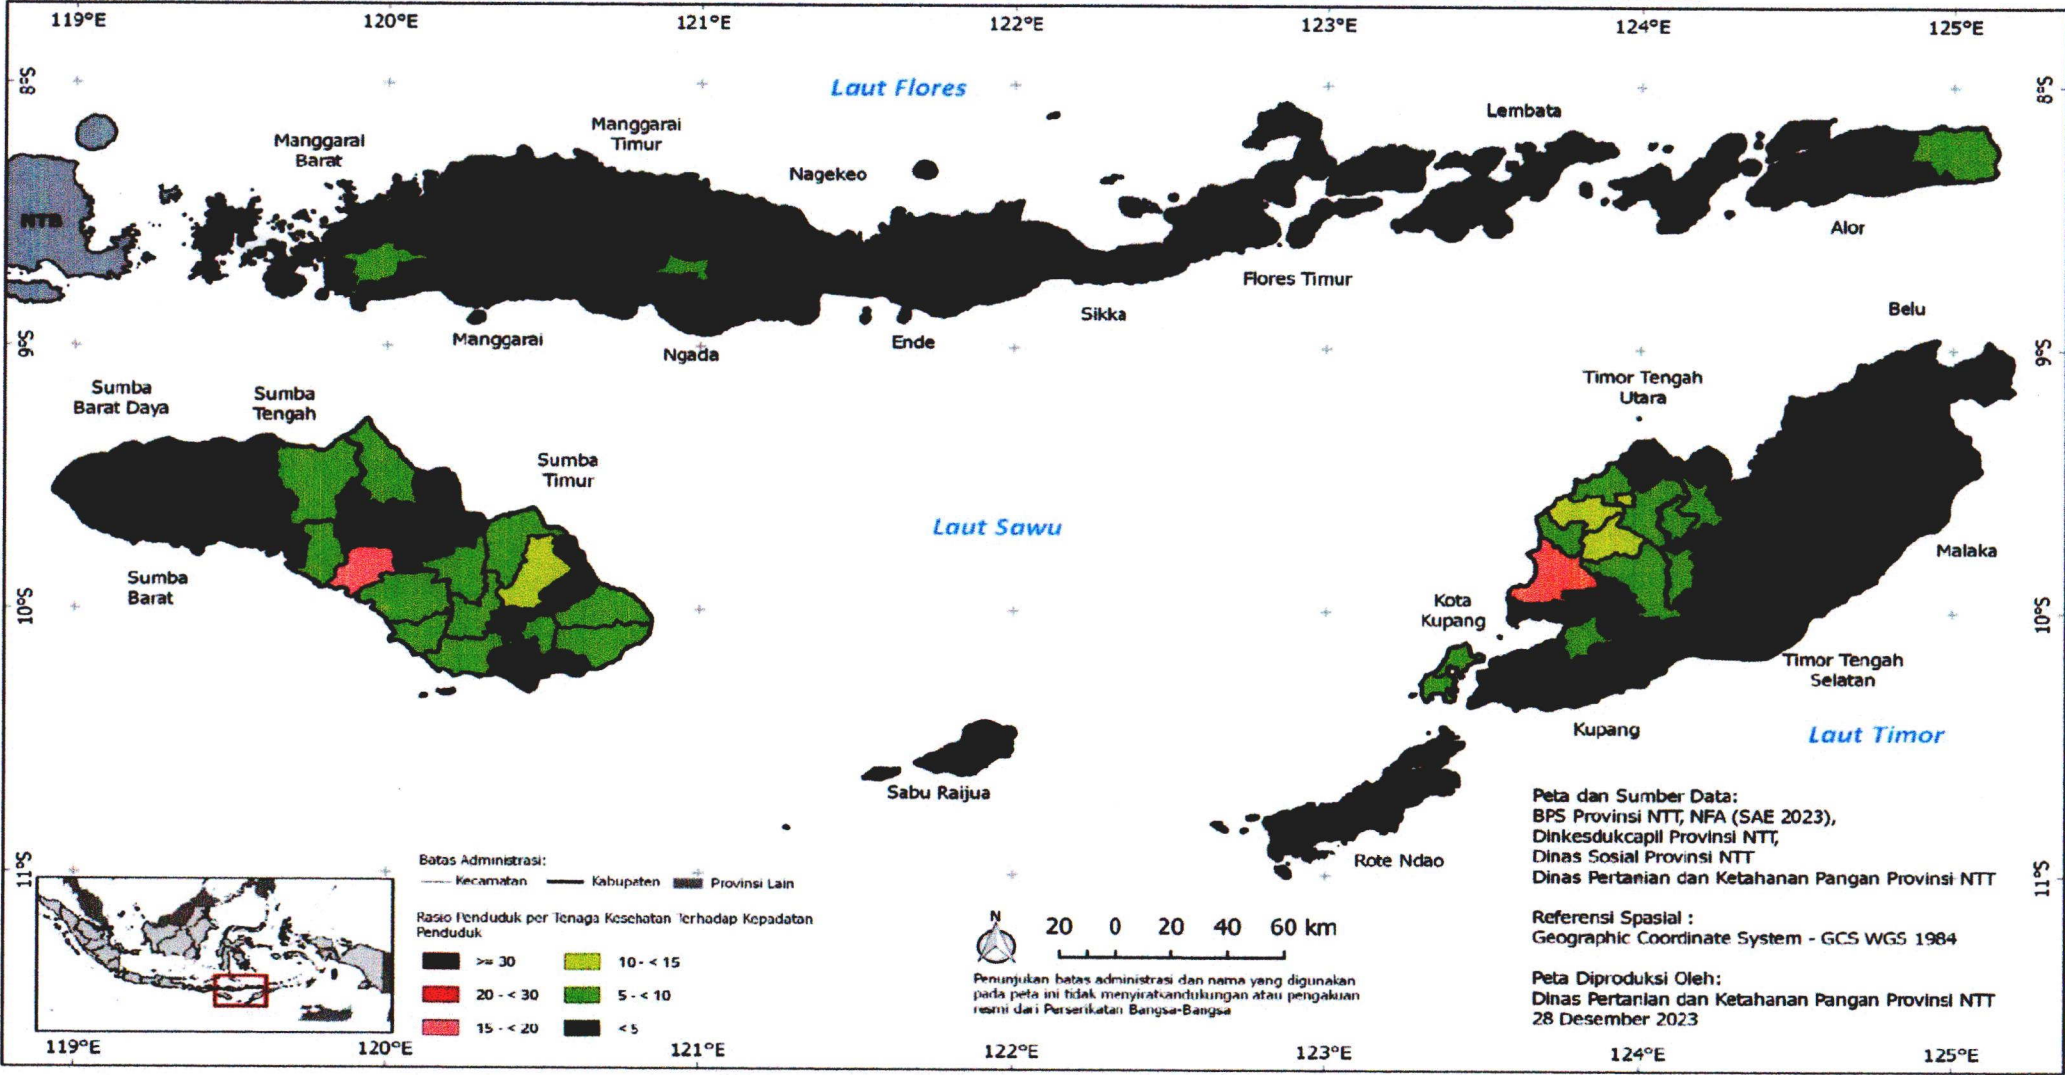 119°E 120°E 121°E 122°E 123°E 124°E 125°E
8°S
8°S
Laut Flores
Manggarai
Barat
Manggarai
Timur
Nagekeo
Lembata
NTB
Alor
Flores Timur
Sikka
Ende
Manggarai
Ngada
Belu
9°S
9°S
Sumba
Barat Daya
Sumba
Tengah
Sumba
Timur
Timor Tengah
Utara
Laut Sawu
Malaka
Sumba
Barat
Kota
Kupang
10°S
10°S
Timor Tengah
Selatan
Kupang
Laut Timor
Sabu Raijua
Rote Ndao
11°S
11°S
Batas Administrasi:
Kecamatan Kabupaten Provinsi Lain
Rasio Penduduk per Tenaga Kesehatan Terhadap Kepadatan
Penduduk
>= 30 10 - < 15
20 - < 30 5 - < 10
15 - < 20 < 5
N
20 0 20 40 60 km
Penunjukan batas administrasi dan nama yang digunakan
pada peta ini tidak menyiratkandukungan atau pengakuan
resmi dari Perserikatan Bangsa-Bangsa
Peta dan Sumber Data:
BPS Provinsi NTT, NFA (SAE 2023),
Dinkesdukcapil Provinsi NTT,
Dinas Sosial Provinsi NTT
Dinas Pertanian dan Ketahanan Pangan Provinsi NTT
Referensi Spasial :
Geographic Coordinate System - GCS WGS 1984
Peta Diproduksi Oleh:
Dinas Pertanian dan Ketahanan Pangan Provinsi NTT
28 Desember 2023
119°E 120°E 121°E 122°E 123°E 124°E 125°E